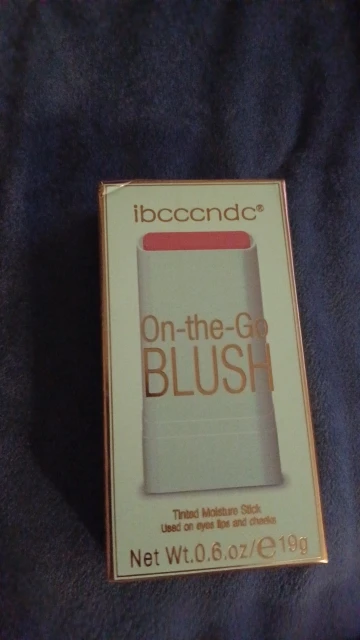 ibcccndc®
On-the-Go
BLUSH
Tinted Moisture Stick
Used on eyes lips and cheeks
Net Wt.0.6.oz/℮19g